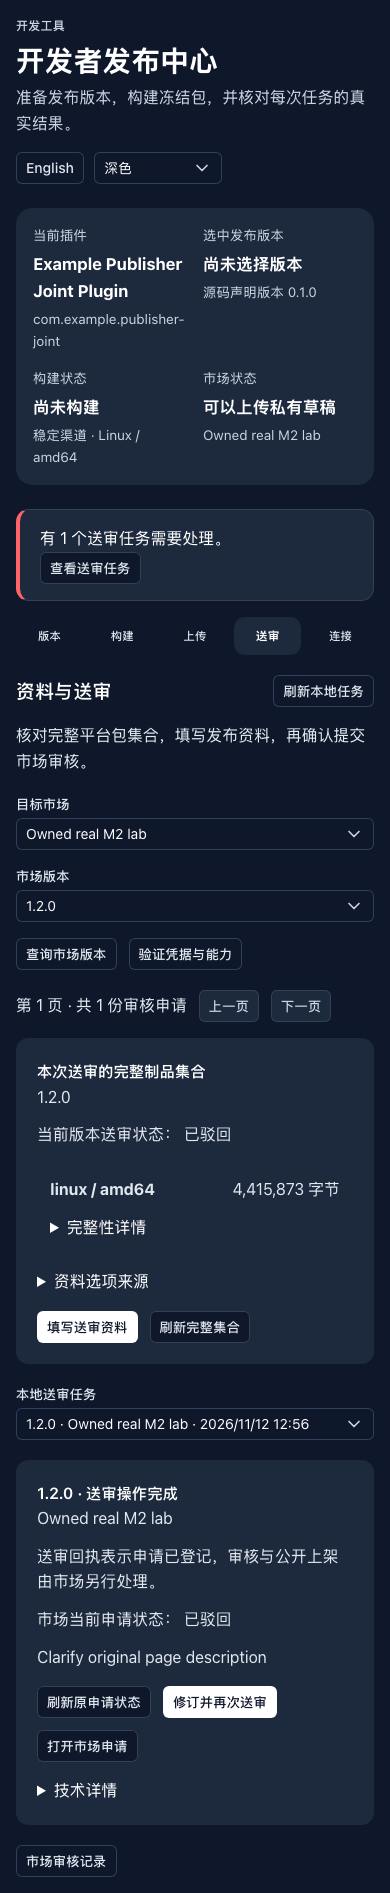 开发工具
开发者发布中心
准备发布版本，构建冻结包，并核对每次任务的真
实结果。
English
深色
当前插件
Example Publisher
Joint Plugin
com.example.publisher-
joint
选中发布版本
尚未选择版本
源码声明版本 0.1.0
构建状态
尚未构建
稳定渠道 · Linux /
amd64
市场状态
可以上传私有草稿
Owned real M2 lab
有 1 个送审任务需要处理。
查看送审任务
版本 构建 上传 送审 连接
资料与送审
刷新本地任务
核对完整平台包集合，填写发布资料，再确认提交
市场审核。
目标市场
Owned real M2 lab
市场版本
1.2.0
查询市场版本 验证凭据与能力
第 1 页 · 共 1 份审核申请 上一页 下一页
本次送审的完整制品集合
1.2.0
当前版本送审状态： 已驳回
linux / amd64 4,415,873 字节
▶ 完整性详情
▶ 资料选项来源
填写送审资料 刷新完整集合
本地送审任务
1.2.0 · Owned real M2 lab · 2026/11/12 12:56
1.2.0 · 送审操作完成
Owned real M2 lab
送审回执表示申请已登记，审核与公开上架
由市场另行处理。
市场当前申请状态： 已驳回
Clarify original page description
刷新原申请状态 修订并再次送审
打开市场申请
▶ 技术详情
市场审核记录